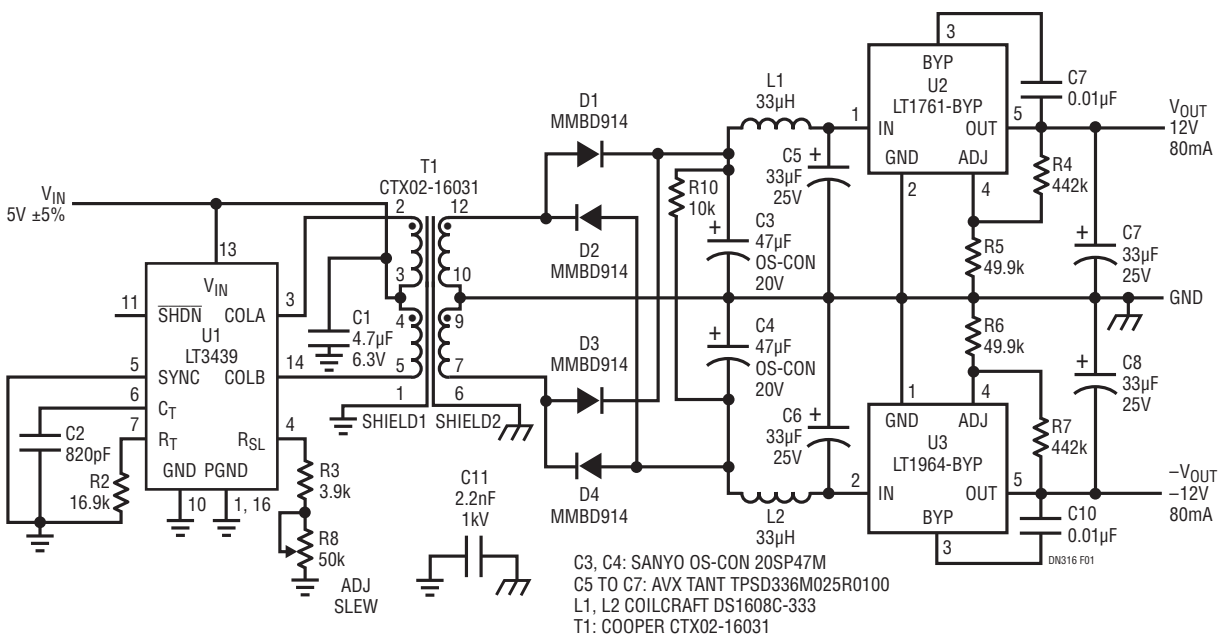 3
BYP
U2
LT1761-BYP
IN
OUT
GND
ADJ
1
5
2
4
C7
0.01µF
VOUT
12V
80mA
L1
33µH
D1
MMBD914
T1
CTX02-16031
VIN
5V ±5%
2
12
R10
10k
C5
33µF
25V
+
R4
442k
D2
MMBD914
C3
47µF
OS-CON
20V
+
R5
49.9k
C7
33µF
25V
+
13
VIN
3
10
11
SHDN
COLA
3
U1
LT3439
C1
4.7µF
6.3V
4
9
GND
5
SYNC
COLB
14
5
7
D3
MMBD914
C4
47µF
OS-CON
20V
+
R6
49.9k
C8
33µF
25V
+
6
CT
1
6
SHIELD1
SHIELD2
7
RT
RSL
4
C2
820pF
R2
16.9k
GND
PGND
10
1, 16
R3
3.9k
R8
50k
ADJ
SLEW
C11
2.2nF
1kV
D4
MMBD914
C6
33µF
25V
+
L2
33µH
1
4
GND
ADJ
U3
LT1964-BYP
2
IN
OUT
5
BYP
3
R7
442k
–VOUT
–12V
80mA
C10
0.01µF
DN316 F01
C3, C4: SANYO OS-CON 20SP47M
C5 TO C7: AVX TANT TPSD336M025R0100
L1, L2 COILCRAFT DS1608C-333
T1: COOPER CTX02-16031